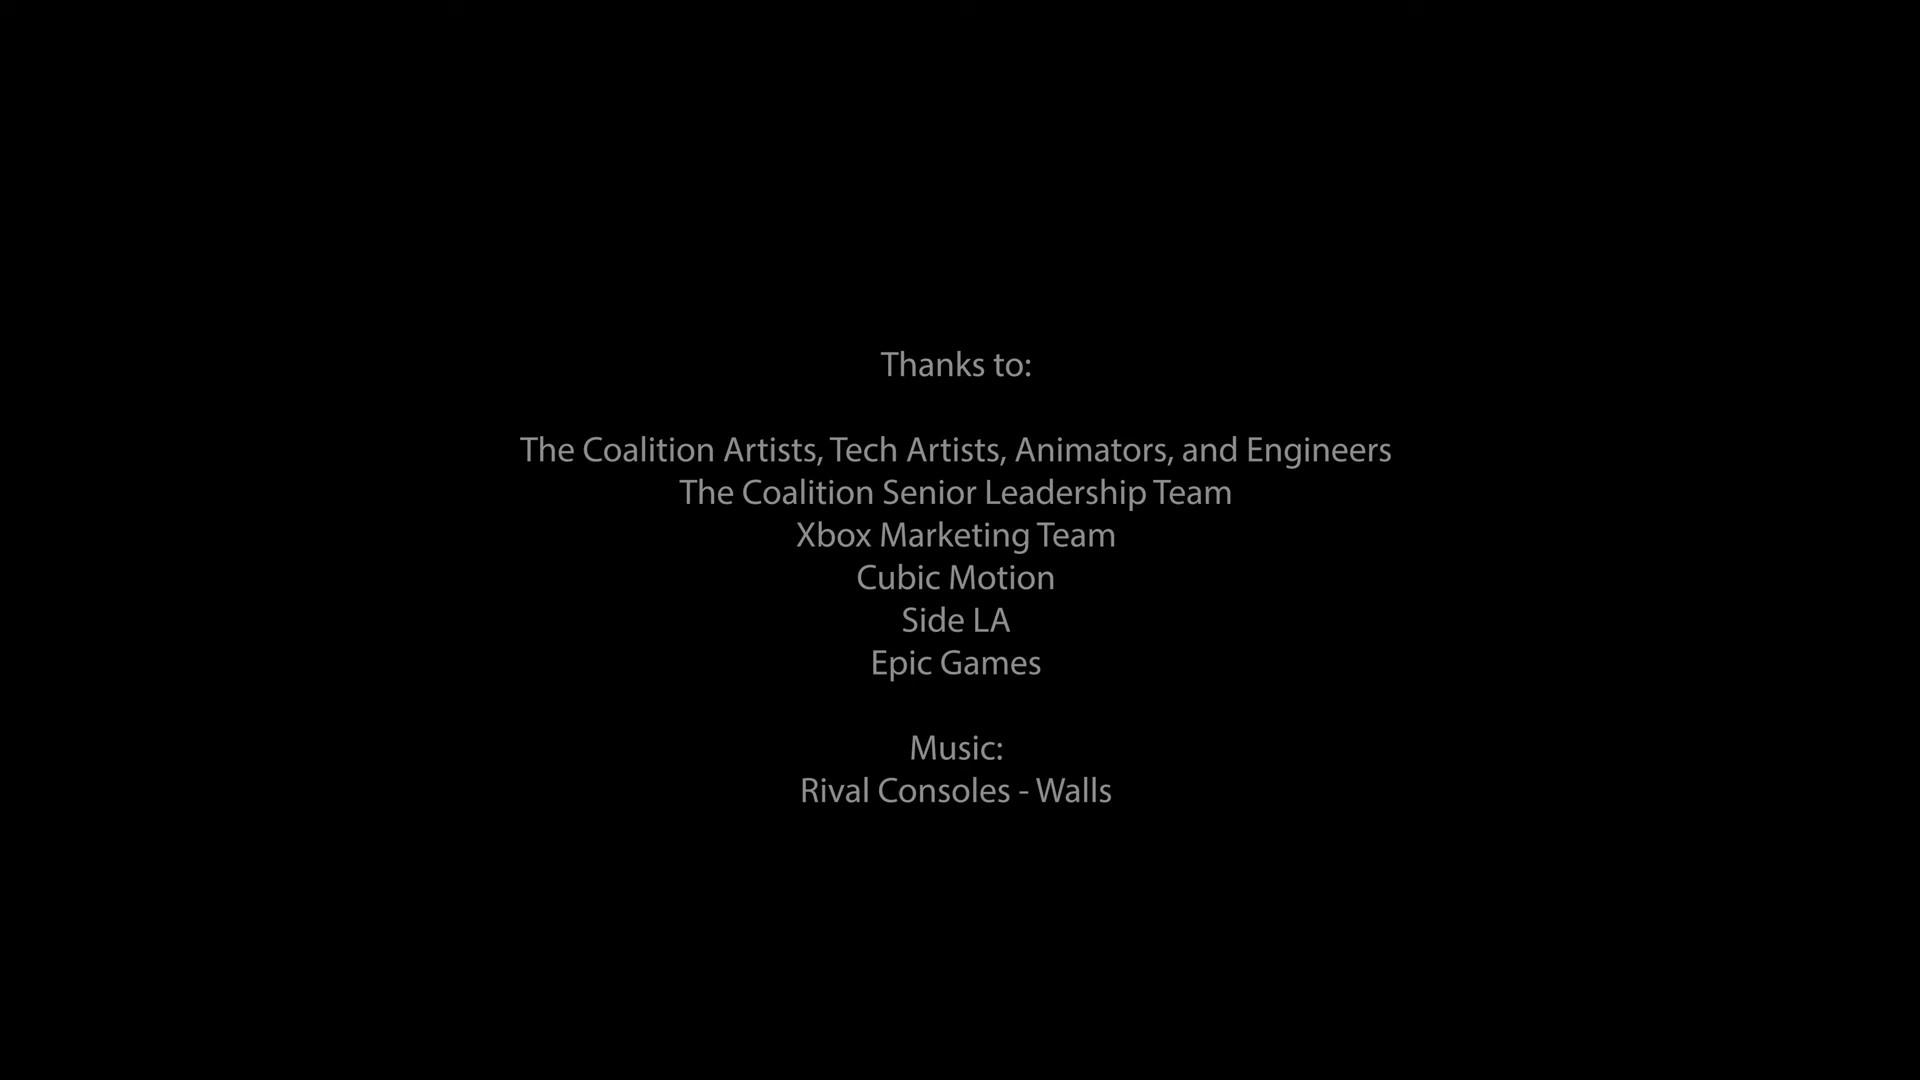 Thanks to:
The Coalition Artists, Tech Artists, Animators, and Engineers
The Coalition Senior Leadership Team
Xbox Marketing Team
Cubic Motion
Side LA
Epic Games
Music:
Rival Consoles - Walls